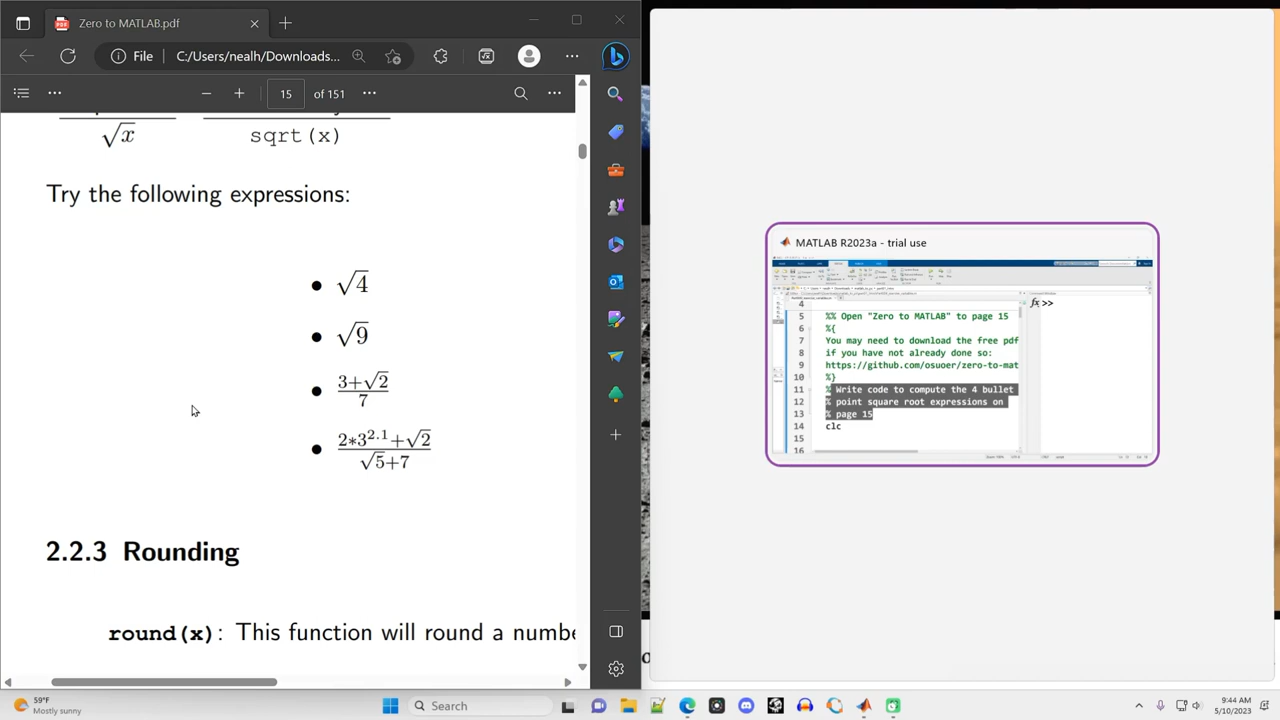 Zero to MATLAB.pdf
File C:/Users/nealh/Downloads...
15 of 151
√x sqrt(x)
Try the following expressions:
• √4
• √9
• 3+√2
7
• 2*3^2.1+√2
√5+7
2.2.3 Rounding
round(x): This function will round a numbe
MATLAB R2023a - trial use
4
5 %% Open "Zero to MATLAB" to page 15
6 %{
7 You may need to download the free pdf
8 if you have not already done so:
9 https://github.com/osuoer/zero-to-mat
10 %}
11 % Write code to compute the 4 bullet
12 % point square root expressions on
13 % page 15
14 clc
15
16
fx >>
59°F
Mostly sunny
Search
9:44 AM
5/10/2023